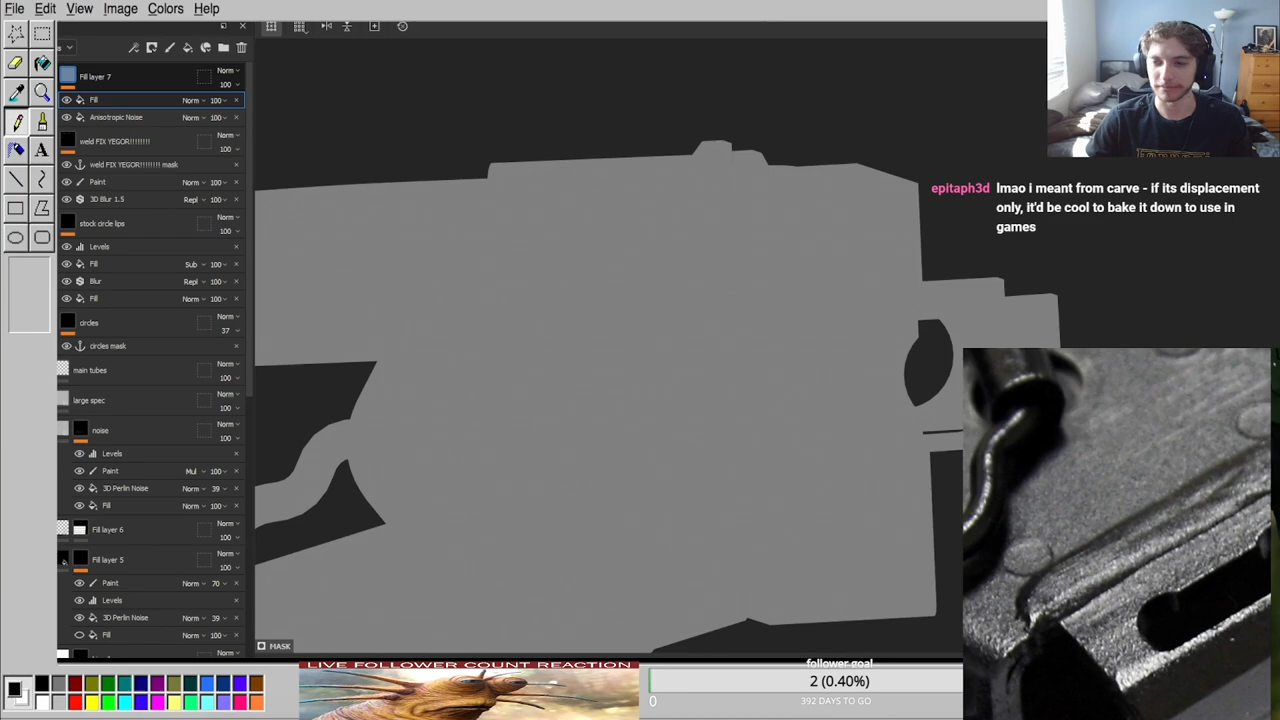 File Edit View Image Colors Help
Fill layer 7 Norm 100
Fill Norm 100
Anisotropic Noise Norm 100
weld FIX YEGOR!!!!!!!! Norm 100
weld FIX YEGOR!!!!!!!! mask
Paint Norm 100
3D Blur 1.5 Repl 100
stock circle lips Norm 100
Levels
Fill Sub 100
Blur Repl 100
Fill Norm 100
circles Norm 37
circles mask
main tubes Norm 100
large spec Norm 100
noise Norm 100
Levels
Paint Mul 100
3D Perlin Noise Norm 39
Fill Norm 100
Fill layer 6 Norm 100
Fill layer 5 Norm 100
Paint Norm 70
Levels
3D Perlin Noise Norm 39
Fill Norm 100
Norm
MASK
epitaph3d lmao i meant from carve - if its displacement
only, it'd be cool to bake it down to use in
games
LIVE FOLLOWER COUNT REACTION
follower goal
2 (0.40%)
0
392 DAYS TO GO